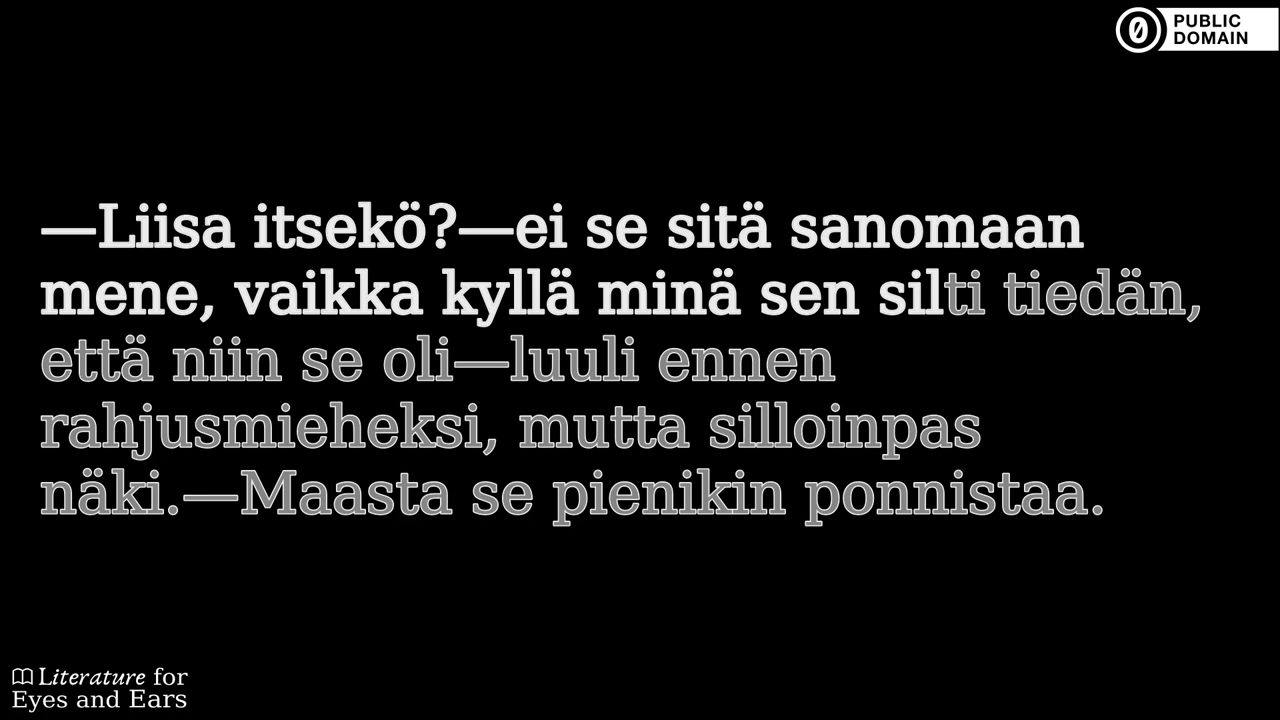 PUBLIC
DOMAIN
—Liisa itsekö?—ei se sitä sanomaan
mene, vaikka kyllä minä sen silti tiedän,
että niin se oli—luuli ennen
rahjusmieheksi, mutta silloinpas
näki.—Maasta se pienikin ponnistaa.
Literature for
Eyes and Ears